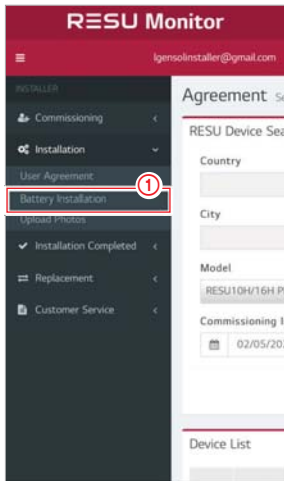 RESU Monitor
lgensolinstaller@gmail.com
INSTALLER
Commissioning
Installation
User Agreement
Battery Installation
Upload Photos
Installation Completed
Replacement
Customer Service
1
Agreement
RESU Device Sea
Country
City
Model
RESU10H/16H P
Commissioning I
02/05/20
Device List